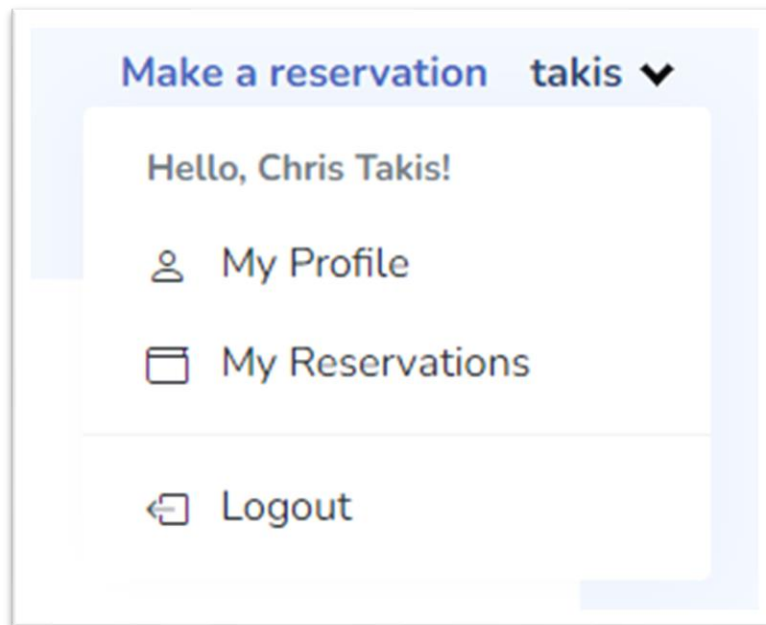 Make a reservation takis
Hello, Chris Takis!
My Profile
My Reservations
Logout